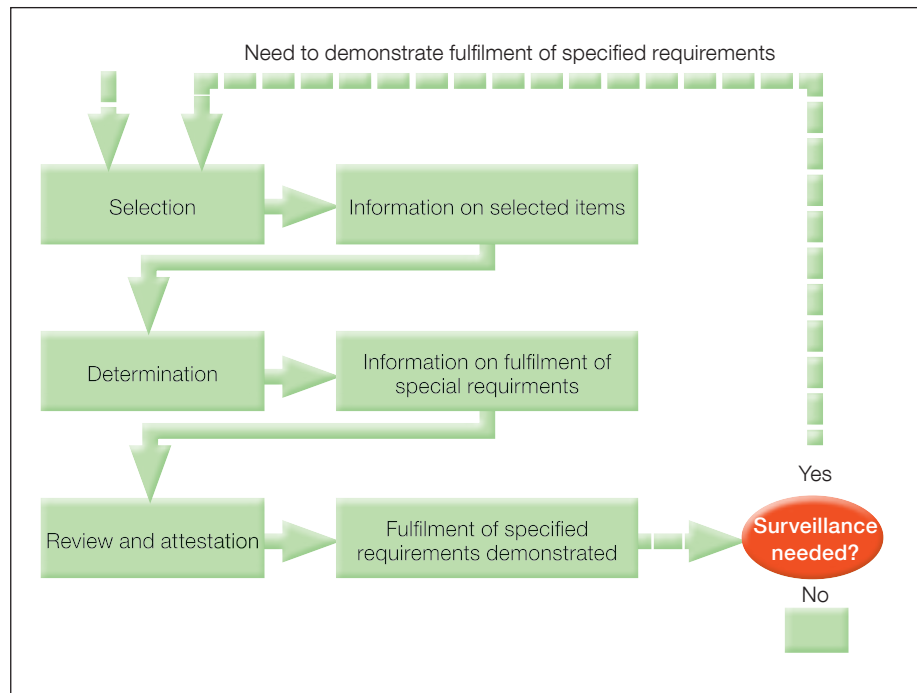 Need to demonstrate fulfilment of specified requirements
Selection
Information on selected items
Determination
Information on fulfilment of
special requirments
Review and attestation
Fulfilment of specified
requirements demonstrated
Yes
Surveillance
needed?
No